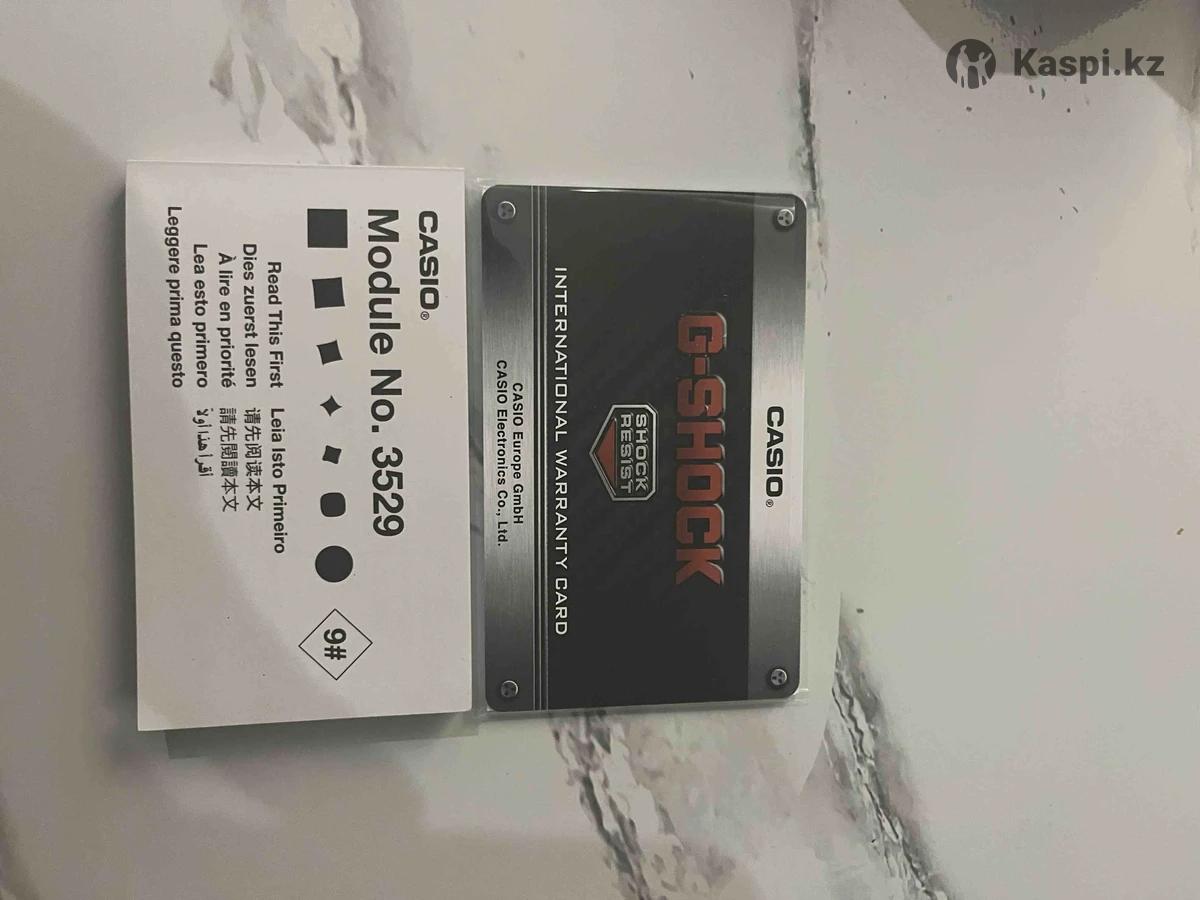 Kaspi.kz
CASIO®
Module No. 3529
9#
Read This First
Dies zuerst lesen
À lire en priorité
Lea esto primero
Leggere prima questo
Leia Isto Primeiro
请先阅读本文
請先閱讀本文
اقرأ هذا أولاً
CASIO®
G-SHOCK
SHOCK
RESIST
INTERNATIONAL WARRANTY CARD
CASIO Europe GmbH
CASIO Electronics Co., Ltd.